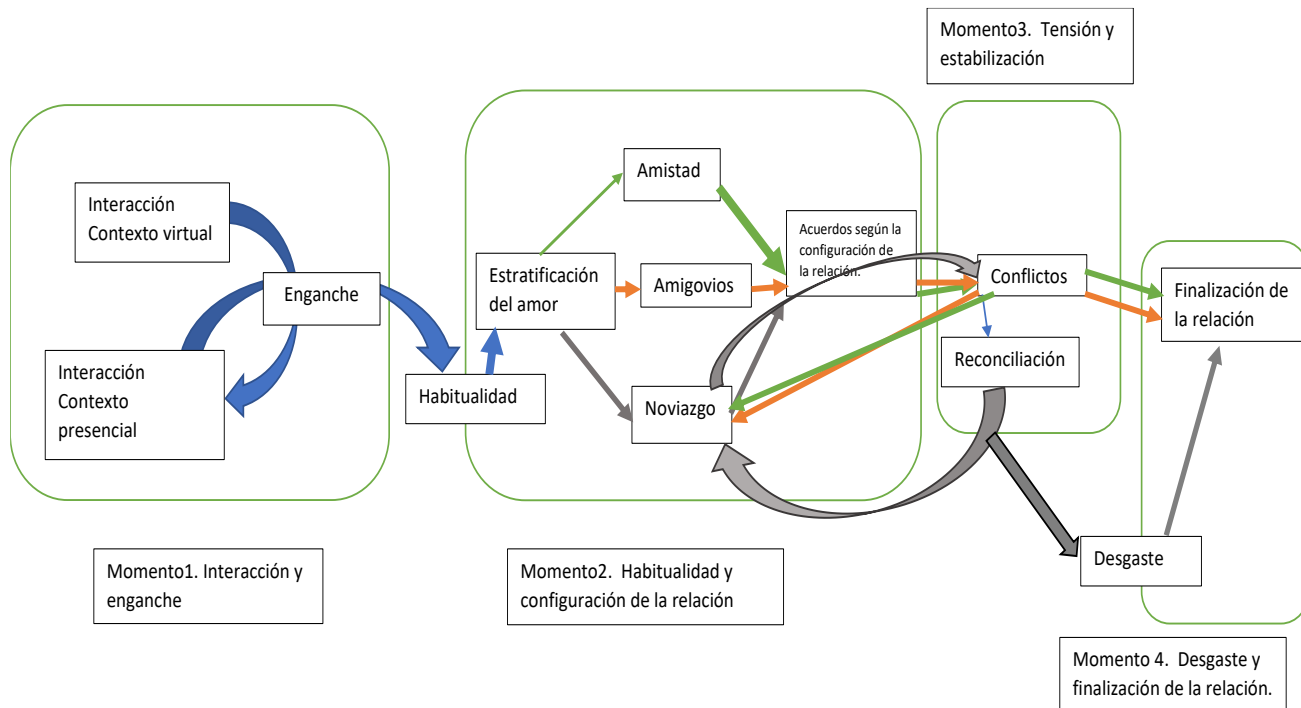 Momento3.  Tensión y
estabilización
Amistad
Interacción
Contexto virtual
Acuerdos según la
configuración de
la relación.
Enganche
Estratificación
del amor
Amigovios
Conflictos
Finalización de
la relación
Interacción
Contexto
presencial
Habitualidad
Noviazgo
Reconciliación
Desgaste
Momento1. Interacción y
enganche
Momento2.  Habitualidad y
configuración de la relación
Momento 4.  Desgaste y
finalización de la relación.